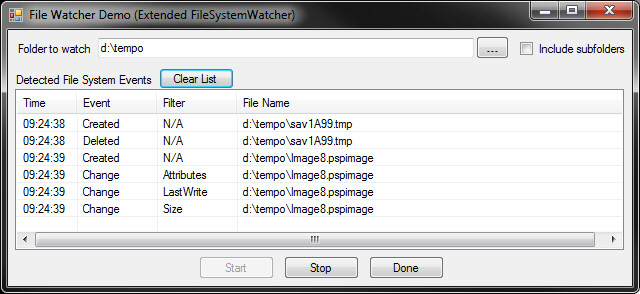 File Watcher Demo (Extended FileSystemWatcher)
Folder to watch d:\tempo ... Include subfolders
Detected File System Events Clear List
Time Event Filter File Name
09:24:38 Created N/A d:\tempo\sav1A99.tmp
09:24:38 Deleted N/A d:\tempo\sav1A99.tmp
09:24:39 Created N/A d:\tempo\Image8.pspimage
09:24:39 Change Attributes d:\tempo\Image8.pspimage
09:24:39 Change LastWrite d:\tempo\Image8.pspimage
09:24:39 Change Size d:\tempo\Image8.pspimage
Start Stop Done